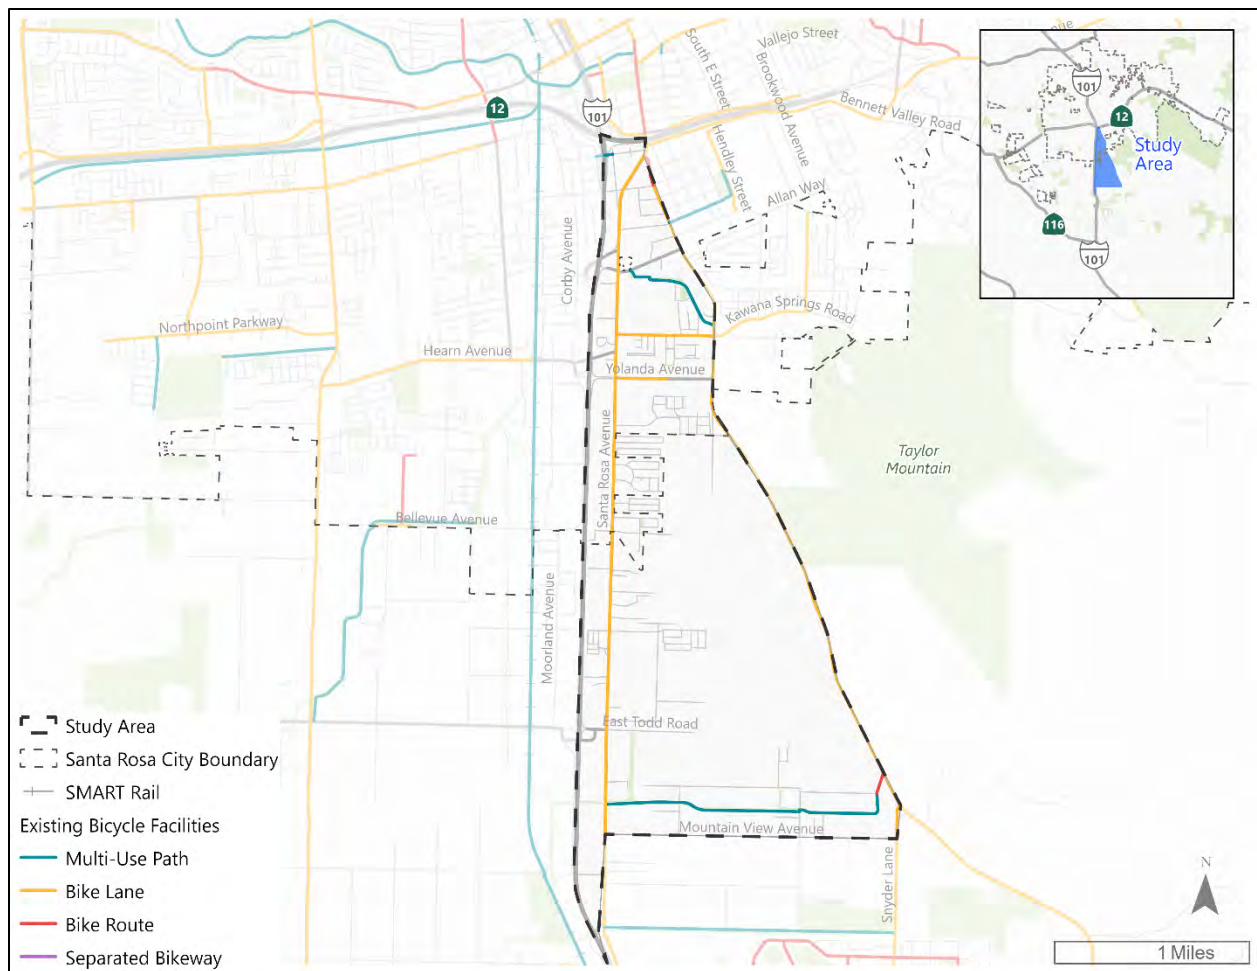 Vallejo Street
South E Street
Brookwood Avenue
Bennett Valley Road
Hendley Street
Allan Way
12
101
101
12
Study
Area
116
101
Corby Avenue
Kawana Springs Road
Northpoint Parkway
Hearn Avenue
Yolanda Avenue
Santa Rosa Avenue
Taylor
Mountain
Bellevue Avenue
Moorland Avenue
East Todd Road
Mountain View Avenue
Snyder Lane
Study Area
Santa Rosa City Boundary
SMART Rail
Existing Bicycle Facilities
Multi-Use Path
Bike Lane
Bike Route
Separated Bikeway
N
1 Miles